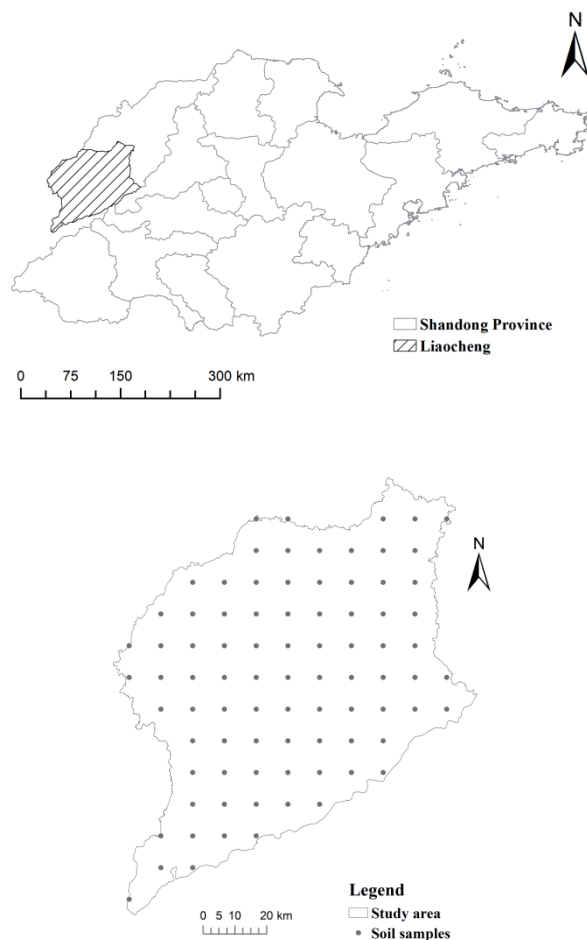 N
Shandong Province
Liaocheng
0 75 150 300 km
N
Legend
Study area
Soil samples
0 5 10 20 km